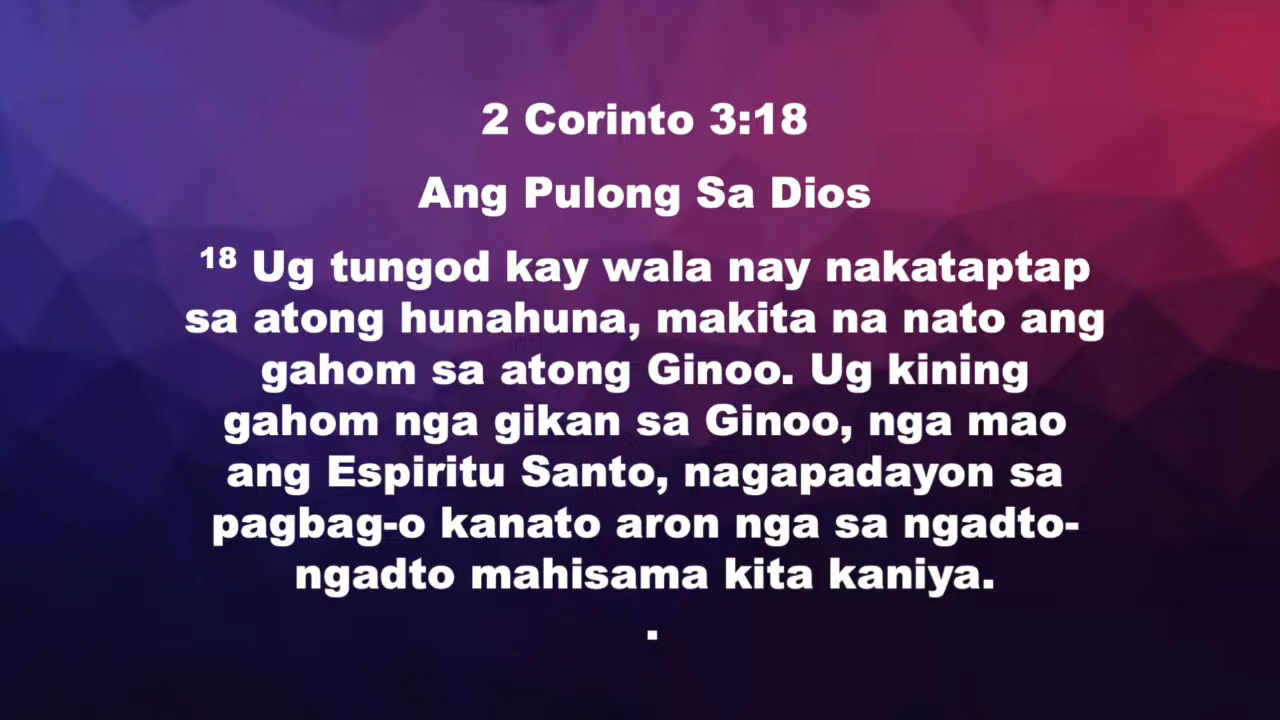 2 Corinto 3:18
Ang Pulong Sa Dios
18 Ug tungod kay wala nay nakataptap
sa atong hunahuna, makita na nato ang
gahom sa atong Ginoo. Ug kining
gahom nga gikan sa Ginoo, nga mao
ang Espiritu Santo, nagapadayon sa
pagbag-o kanato aron nga sa ngadto-
ngadto mahisama kita kaniya.
.